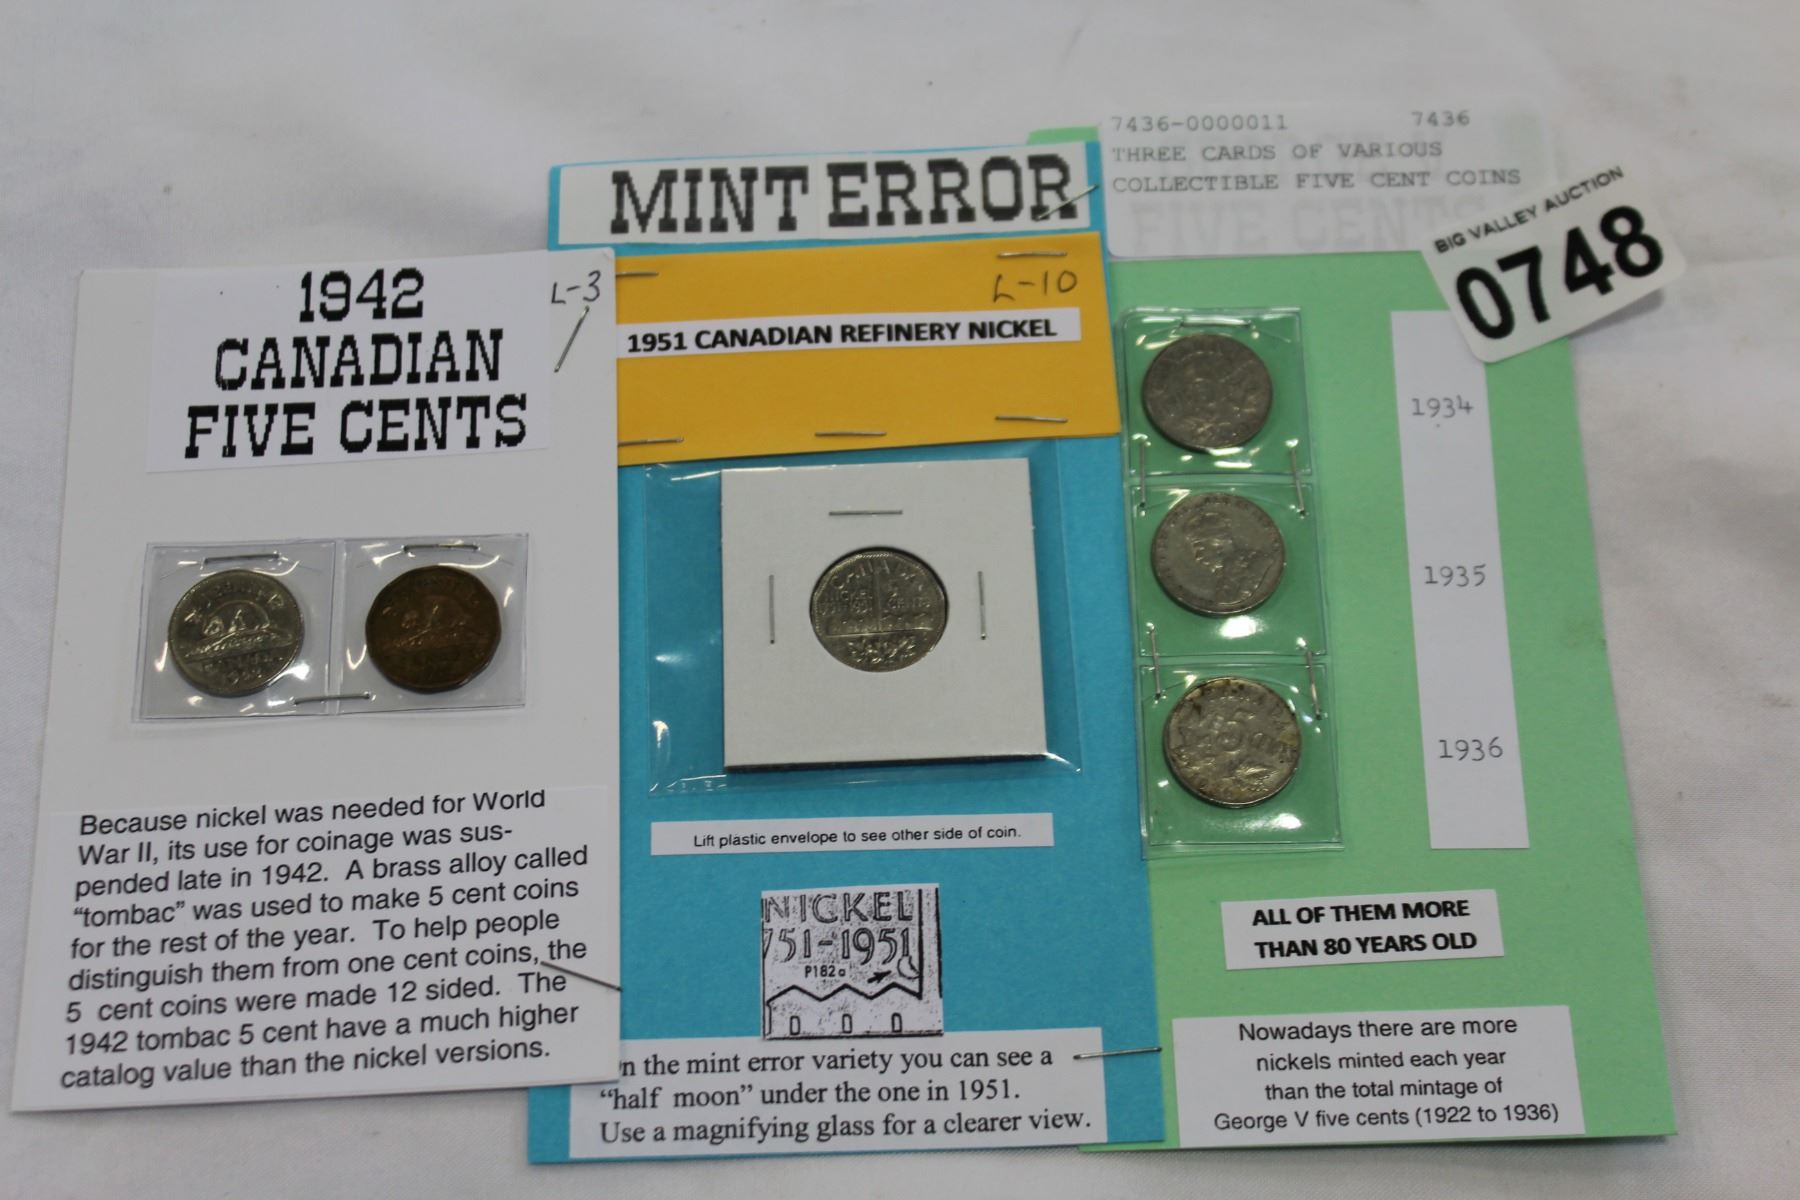 1942
CANADIAN
FIVE CENTS
L-3
Because nickel was needed for World
War II, its use for coinage was sus-
pended late in 1942. A brass alloy called
"tombac" was used to make 5 cent coins
for the rest of the year. To help people
distinguish them from one cent coins, the
5 cent coins were made 12 sided. The
1942 tombac 5 cent have a much higher
catalog value than the nickel versions.
MINT ERROR
L-10
1951 CANADIAN REFINERY NICKEL
CANADA
Lift plastic envelope to see other side of coin.
NICKEL
751-1951
P182a
n the mint error variety you can see a
"half moon" under the one in 1951.
Use a magnifying glass for a clearer view.
7436-0000011 7436
THREE CARDS OF VARIOUS
COLLECTIBLE FIVE CENT COINS
FIVE CENTS
BIG VALLEY AUCTION
0748
1934
1935
1936
ALL OF THEM MORE
THAN 80 YEARS OLD
Nowadays there are more
nickels minted each year
than the total mintage of
George V five cents (1922 to 1936)